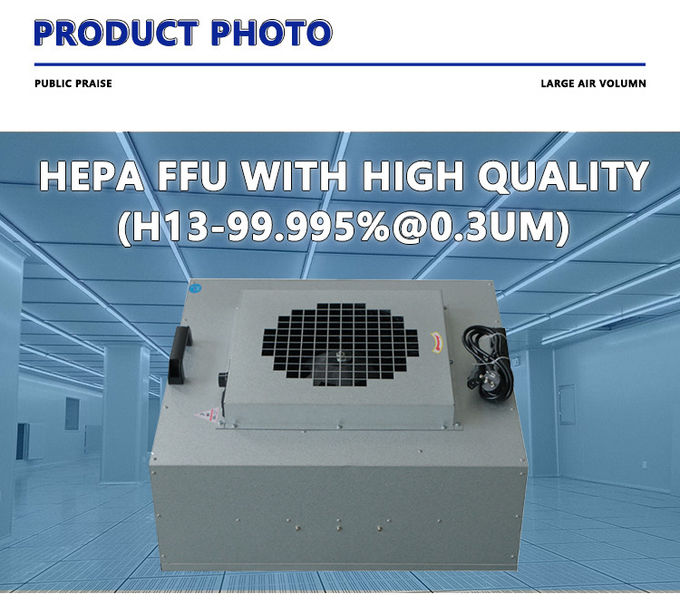 PRODUCT PHOTO
PUBLIC PRAISE
LARGE AIR VOLUMN
HEPA FFU WITH HIGH QUALITY
(H13-99.995%@0.3UM)